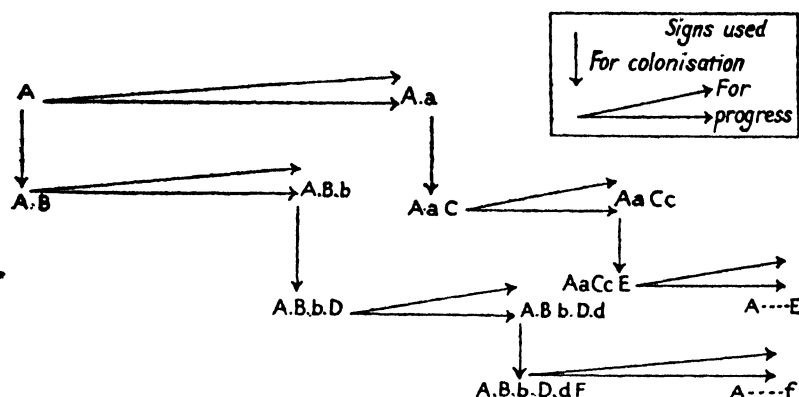 Signs used
For colonisation
For
progress
A
A.a
A.B
A.B.b
A.a C
Aa Cc
A.B.b.D
A.B b.D.d
AaCc E
A----E
A.B.b.D.d F
A----f